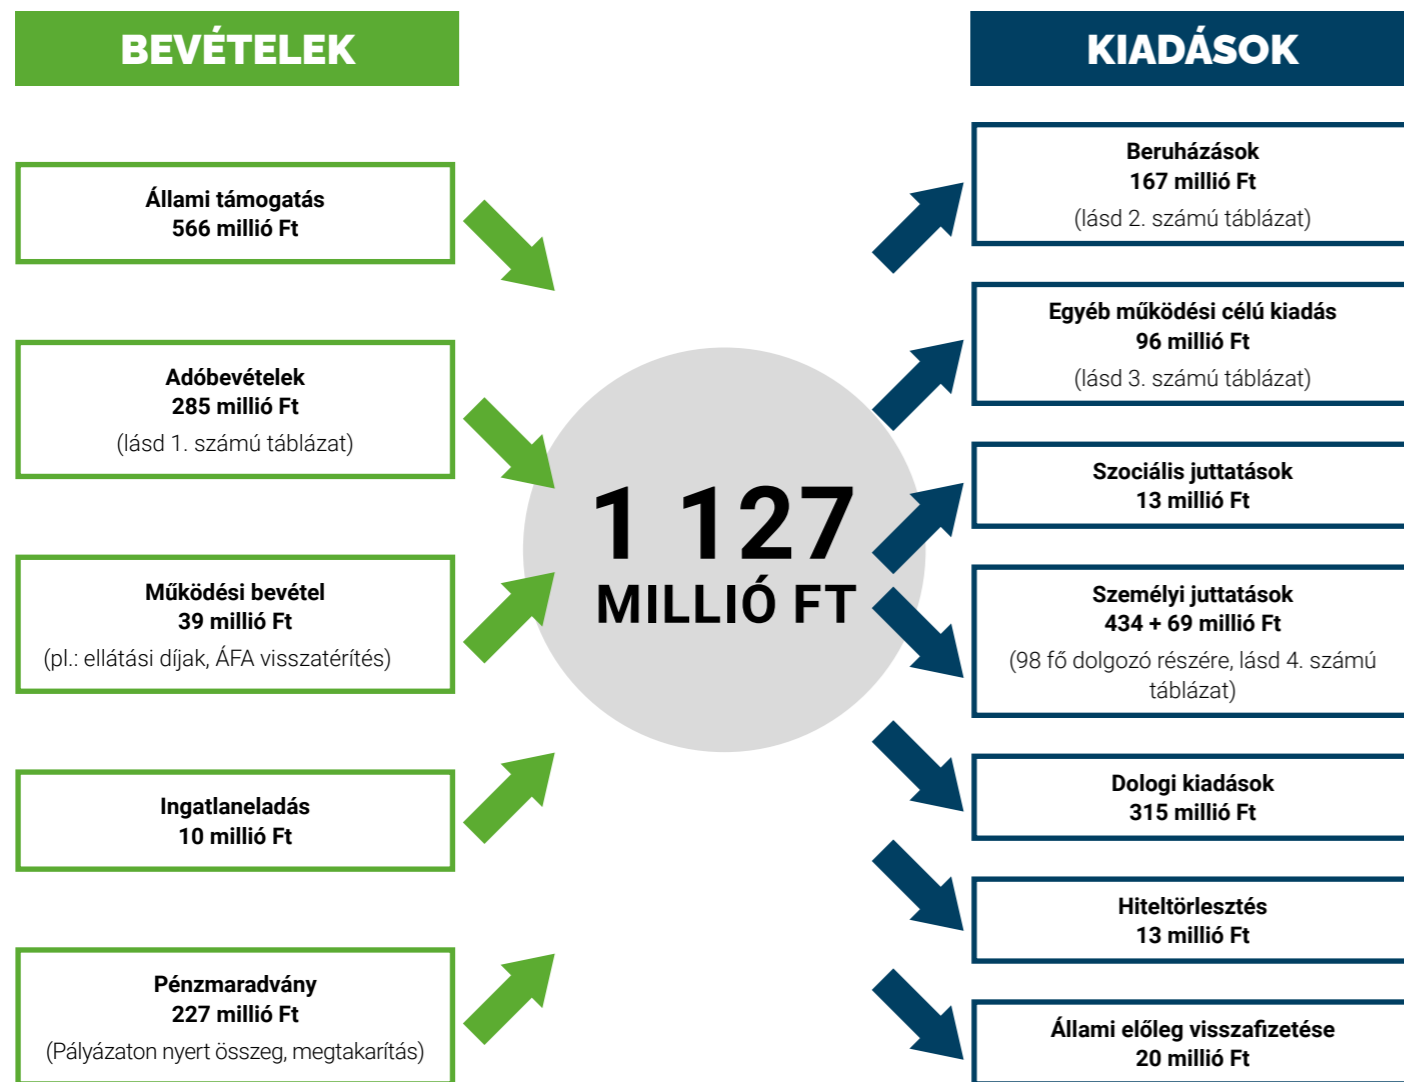 BEVÉTELEK
Állami támogatás
566 millió Ft
Adóbevételek
285 millió Ft
(lásd 1. számú táblázat)
Működési bevétel
39 millió Ft
(pl.: ellátási díjak, ÁFA visszatérítés)
Ingatlaneladás
10 millió Ft
Pénzmaradvány
227 millió Ft
(Pályázaton nyert összeg, megtakarítás)
1 127
MILLIÓ FT
KIADÁSOK
Beruházások
167 millió Ft
(lásd 2. számú táblázat)
Egyéb működési célú kiadás
96 millió Ft
(lásd 3. számú táblázat)
Szociális juttatások
13 millió Ft
Személyi juttatások
434 + 69 millió Ft
(98 fő dolgozó részére, lásd 4. számú
táblázat)
Dologi kiadások
315 millió Ft
Hiteltörlesztés
13 millió Ft
Állami előleg visszafizetése
20 millió Ft